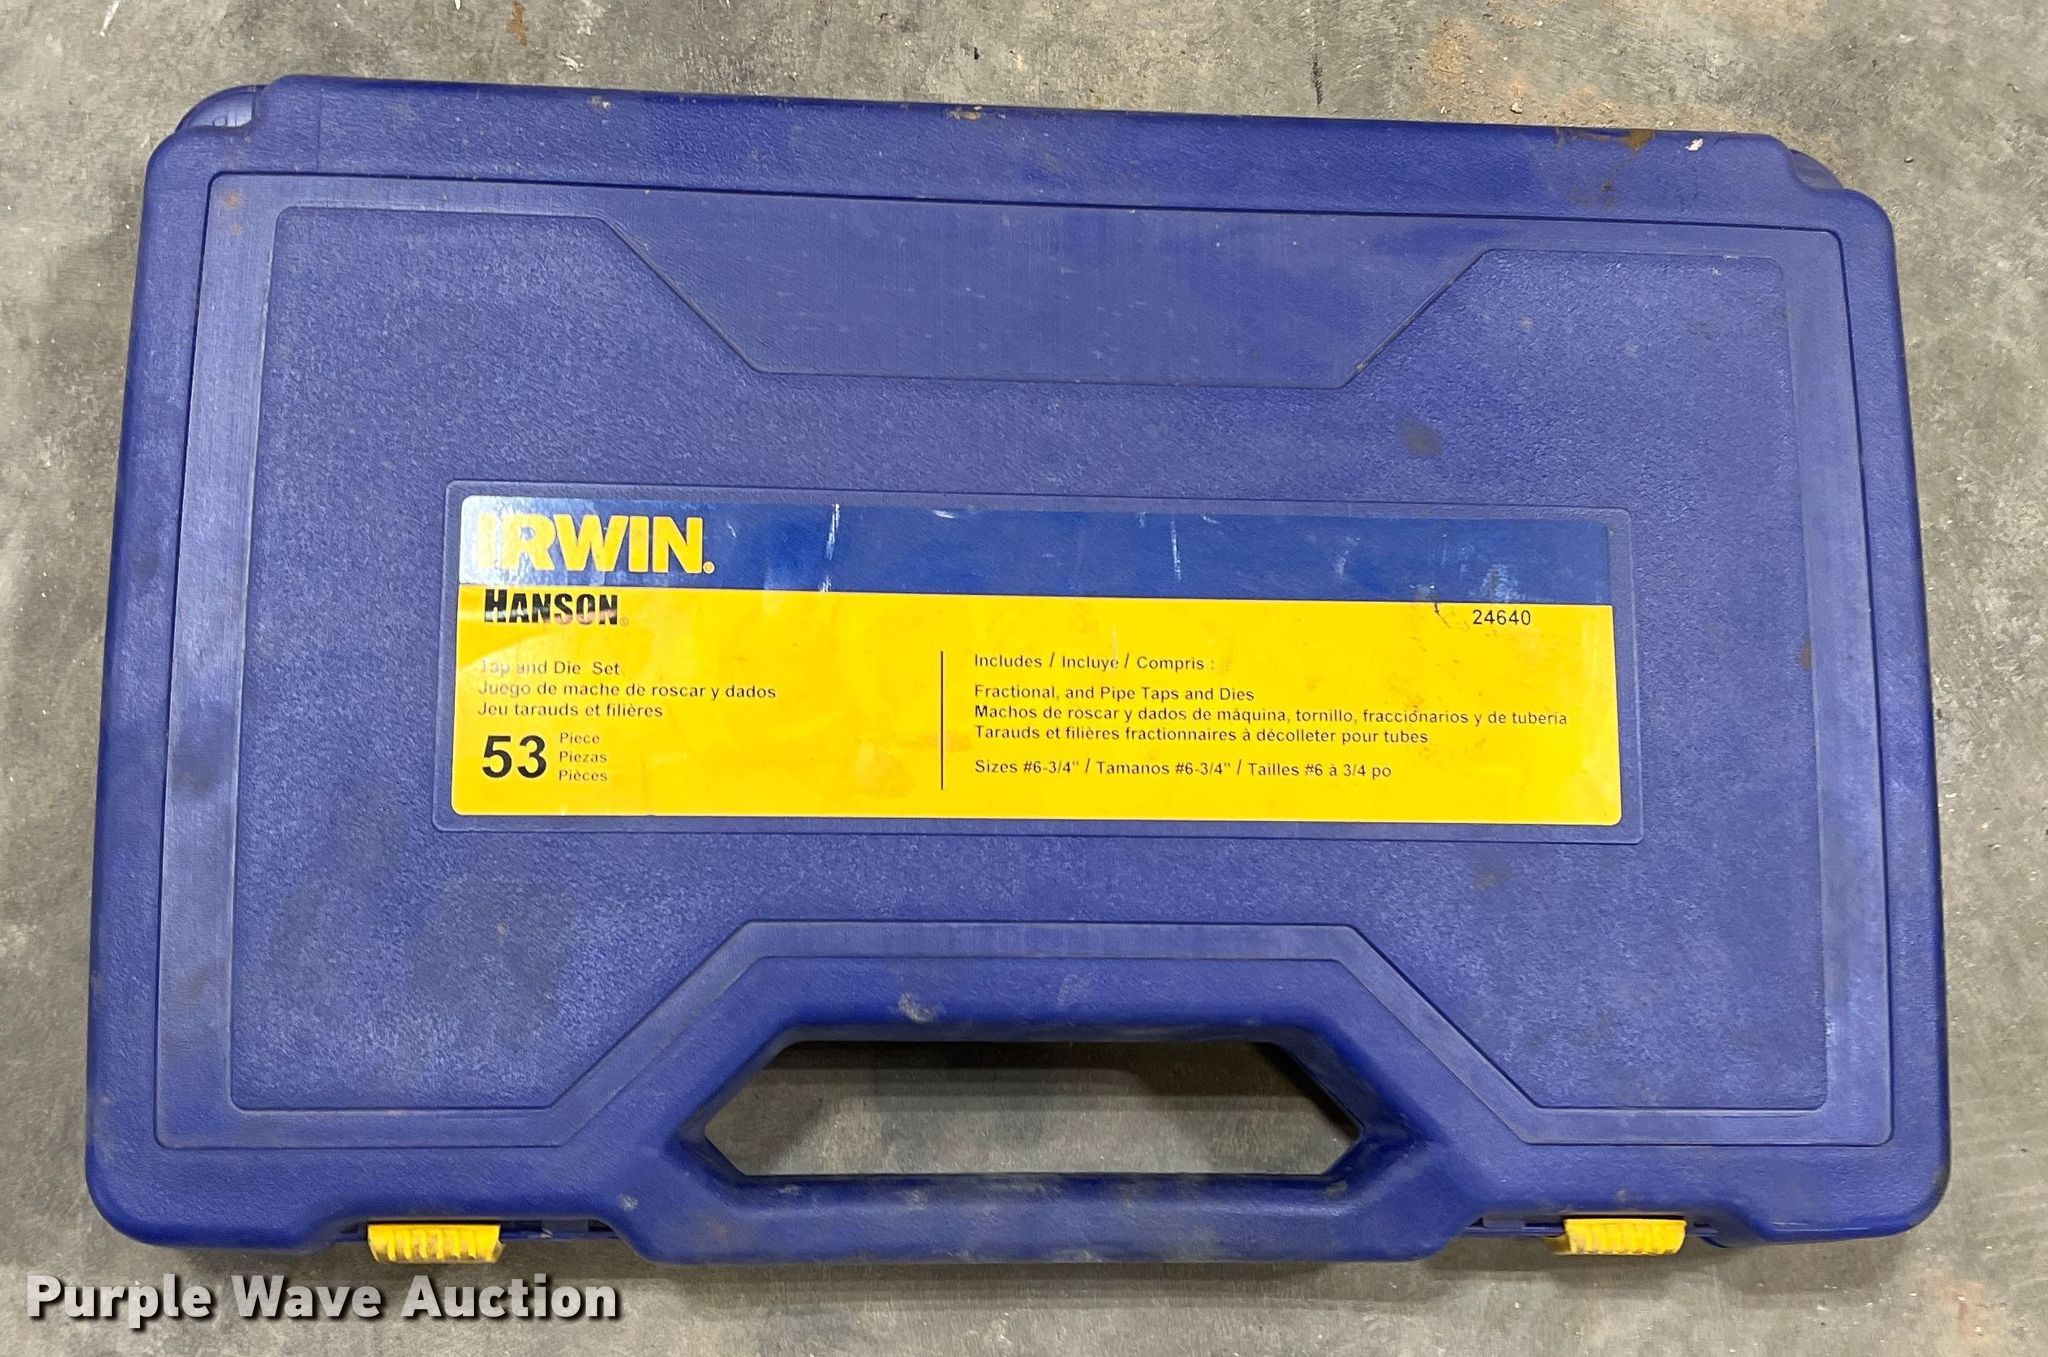 IRWIN.
HANSON®
24640
Tap and Die Set
Juego de mache de roscar y dados
Jeu tarauds et filières
53 Piece
Piezas
Pièces
Includes / Incluye / Compris :
Fractional, and Pipe Taps and Dies
Machos de roscar y dados de máquina, tornillo, fraccionarios y de tuberia
Tarauds et filières fractionnaires à décolleter pour tubes
Sizes #6-3/4" / Tamanos #6-3/4" / Tailles #6 à 3/4 po
Purple Wave Auction